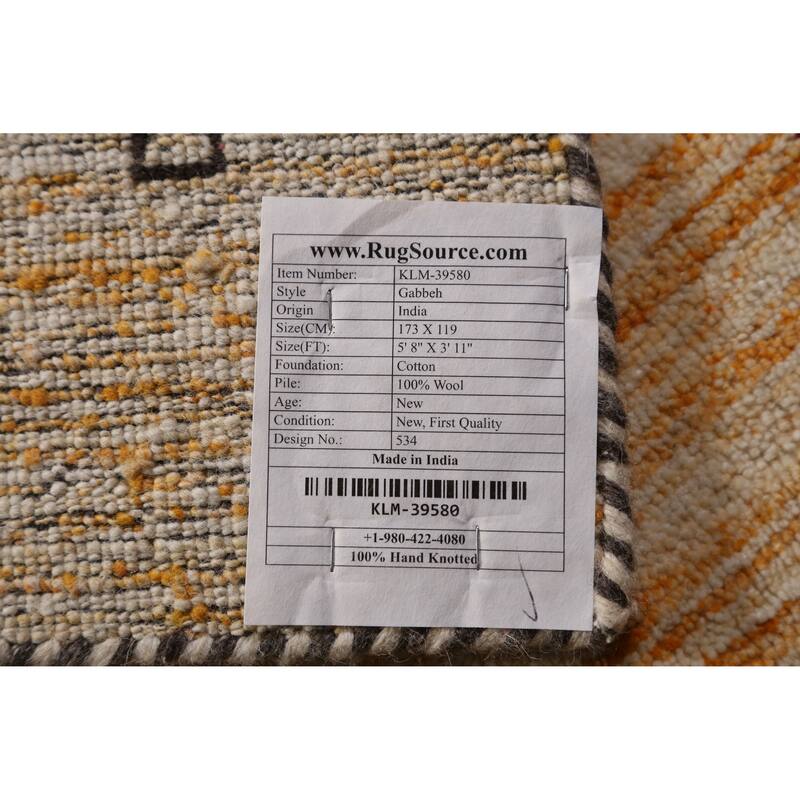 www.RugSource.com
Item Number: KLM-39580
Style Gabbeh
Origin India
Size(CM): 173 X 119
Size(FT): 5' 8" X 3' 11"
Foundation: Cotton
Pile: 100% Wool
Age: New
Condition: New, First Quality
Design No.: 534
Made in India
KLM-39580
+1-980-422-4080
100% Hand Knotted